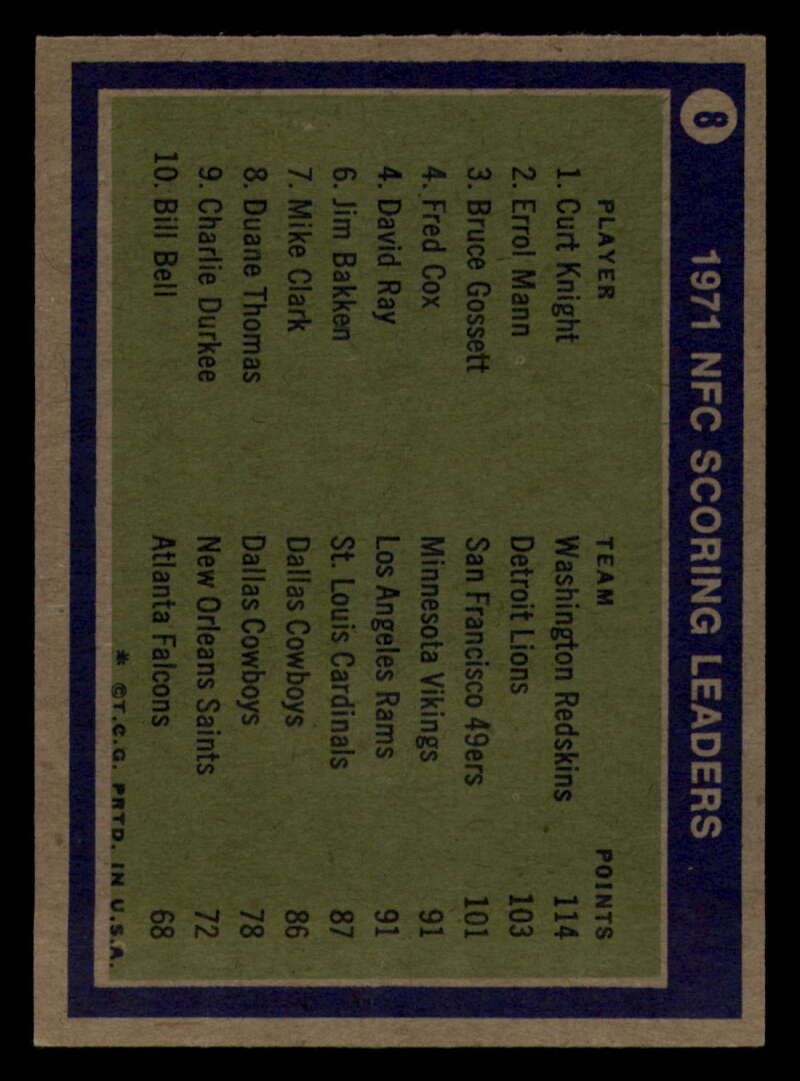 8
1971 NFC SCORING LEADERS
PLAYER TEAM POINTS
1. Curt Knight Washington Redskins 114
2. Errol Mann Detroit Lions 103
3. Bruce Gossett San Francisco 49ers 101
4. Fred Cox Minnesota Vikings 91
4. David Ray Los Angeles Rams 91
6. Jim Bakken St. Louis Cardinals 87
7. Mike Clark Dallas Cowboys 86
8. Duane Thomas Dallas Cowboys 78
9. Charlie Durkee New Orleans Saints 72
10. Bill Bell Atlanta Falcons 68
* ©T.C.G. PRTD. IN U.S.A.